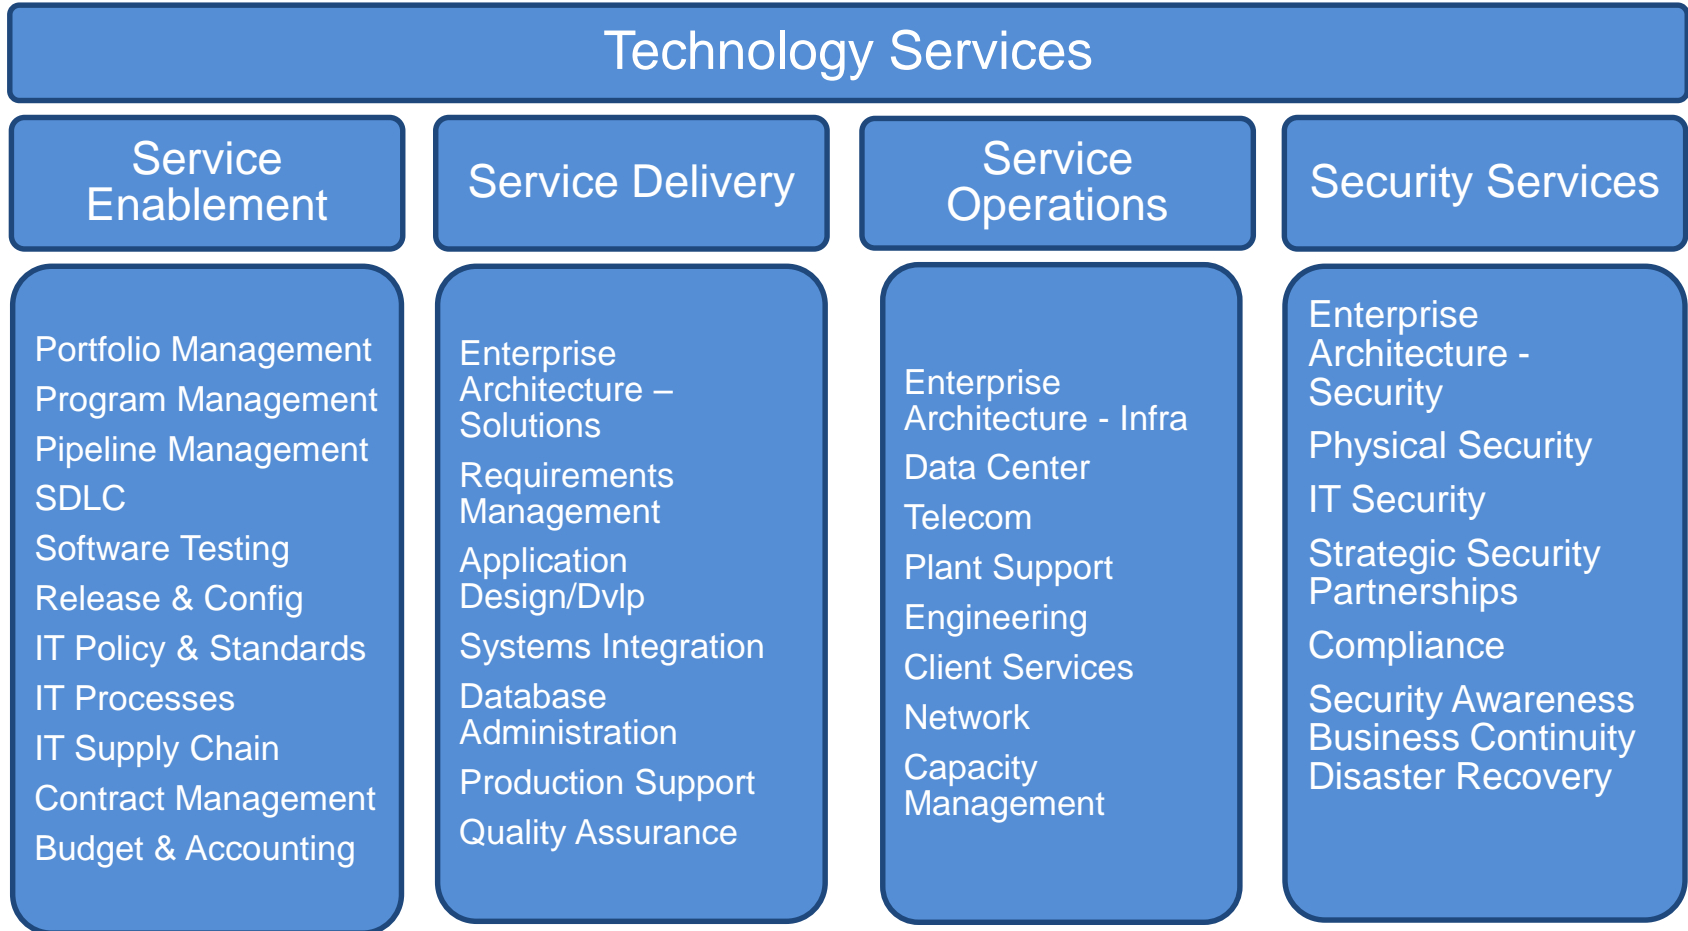 Technology Services
Service
Enablement
Portfolio Management
Program Management
Pipeline Management
SDLC
Software Testing
Release & Config
IT Policy & Standards
IT Processes
IT Supply Chain
Contract Management
Budget & Accounting
Service Delivery
Enterprise
Architecture –
Solutions
Requirements
Management
Application
Design/Dvlp
Systems Integration
Database
Administration
Production Support
Quality Assurance
Service
Operations
Enterprise
Architecture - Infra
Data Center
Telecom
Plant Support
Engineering
Client Services
Network
Capacity
Management
Security Services
Enterprise
Architecture -
Security
Physical Security
IT Security
Strategic Security
Partnerships
Compliance
Security Awareness
Business Continuity
Disaster Recovery